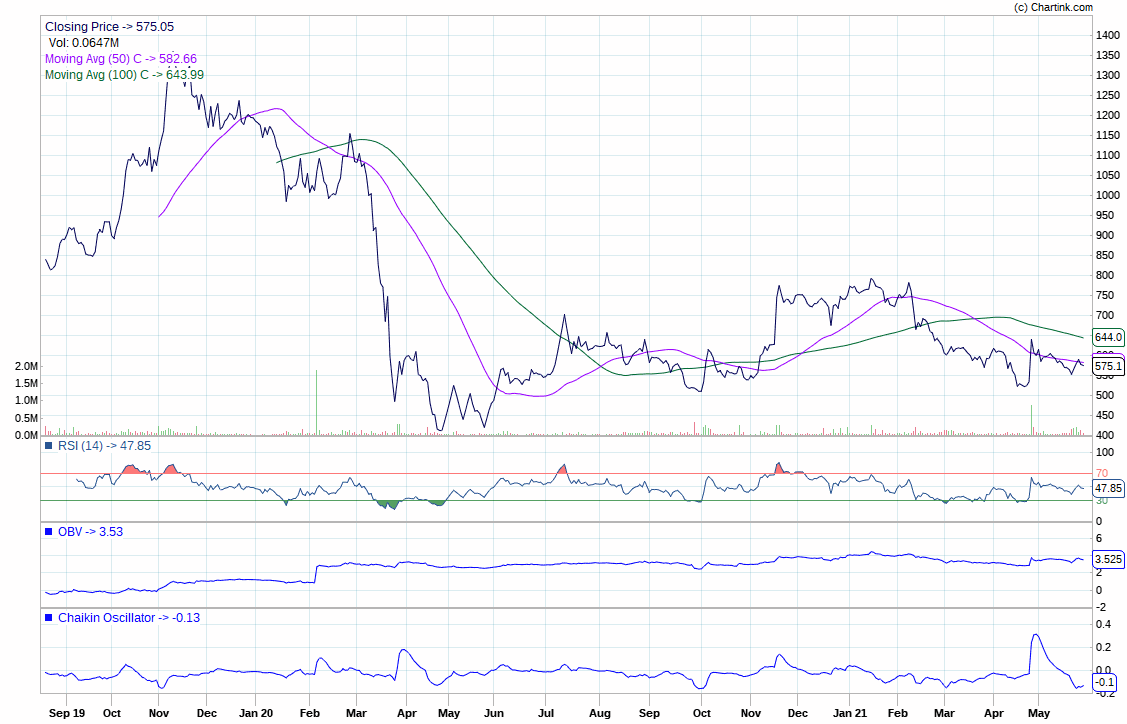 (c) Chartink.com
Closing Price -> 575.05
Vol: 0.0647M
Moving Avg (50) C -> 582.66
Moving Avg (100) C -> 643.99
1400
1350
1300
1250
1200
1150
1100
1050
1000
950
900
850
800
750
700
644.0
575.1
500
450
400
2.0M
1.5M
1.0M
0.5M
0.0M
RSI (14) -> 47.85
100
70
47.85
30
0
OBV -> 3.53
6
3.525
2
0
-2
Chaikin Oscillator -> -0.13
0.4
0.2
0.0
-0.1
-0.2
Sep 19 Oct Nov Dec Jan 20 Feb Mar Apr May Jun Jul Aug Sep Oct Nov Dec Jan 21 Feb Mar Apr May